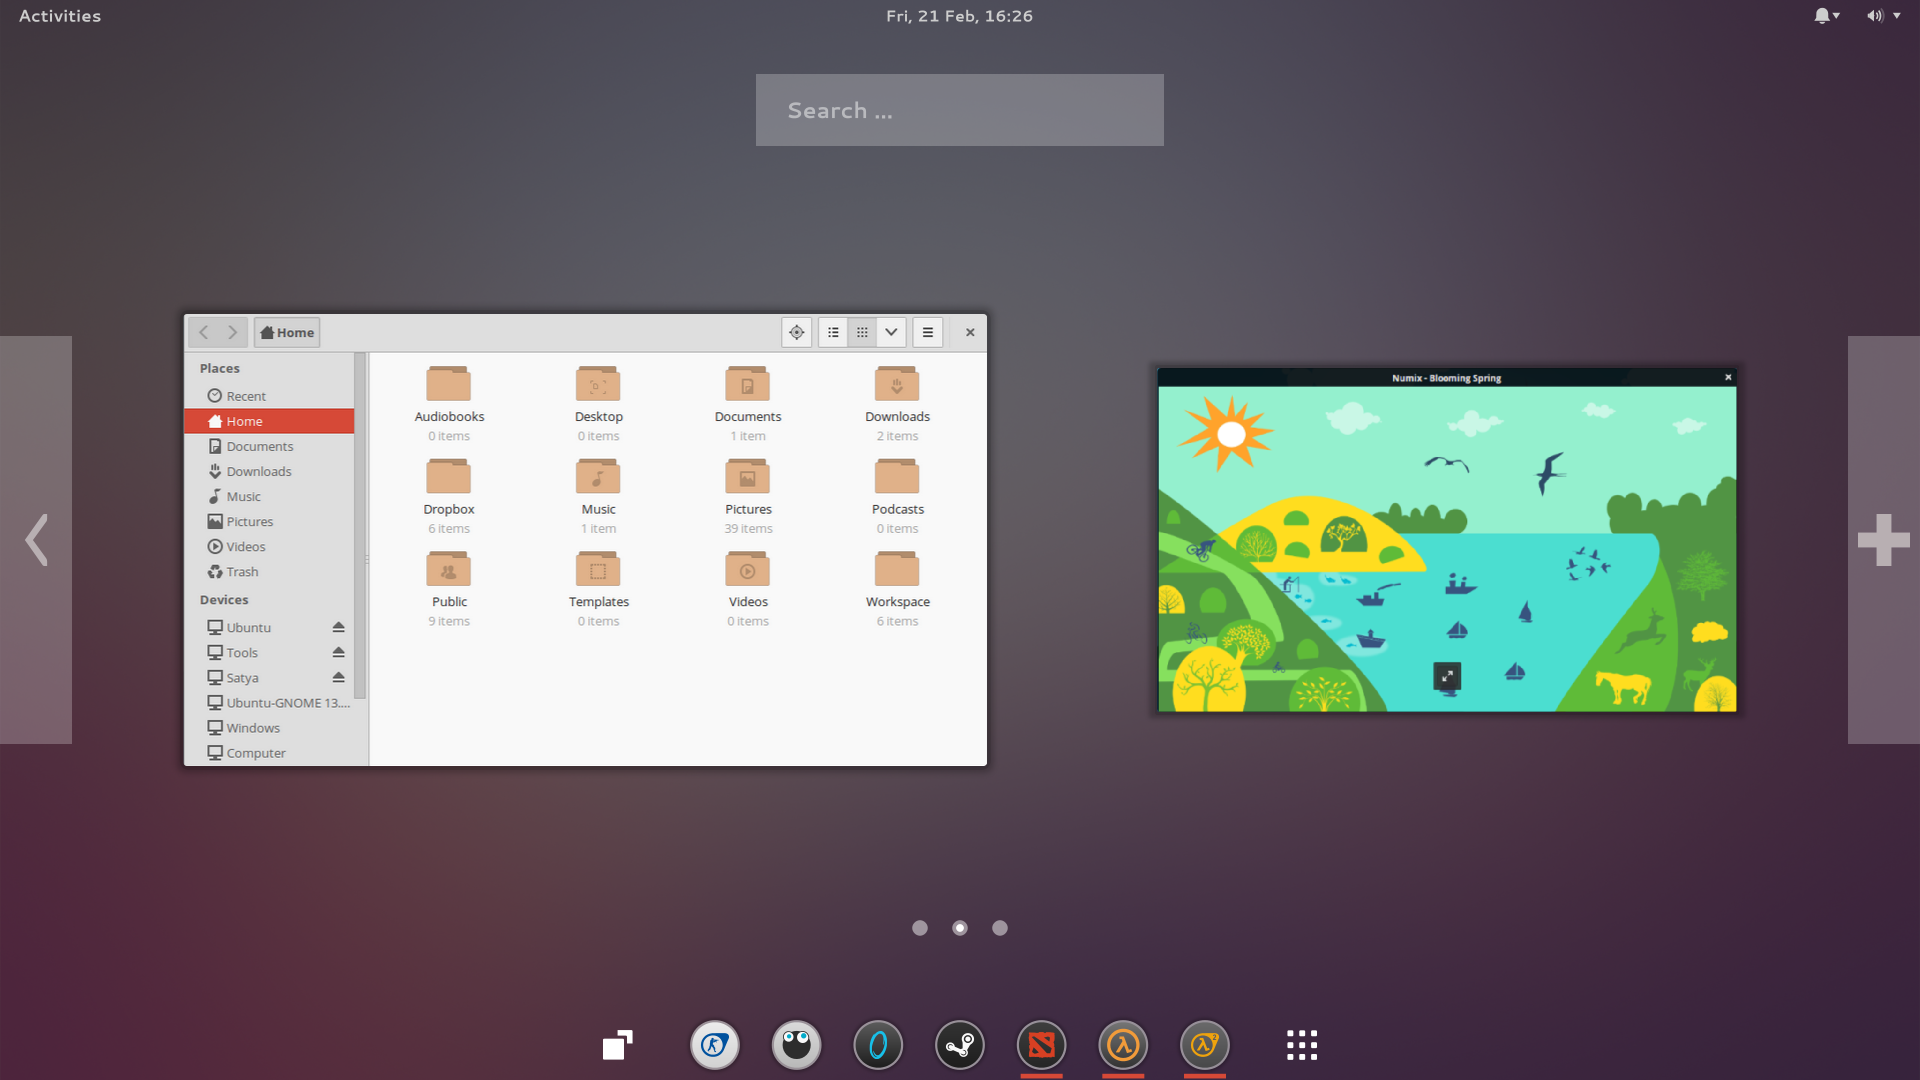 Activities
Fri, 21 Feb, 16:26
Search ...
Home
Places
Recent
Home
Documents
Downloads
Music
Pictures
Videos
Trash
Devices
Ubuntu
Tools
Satya
Ubuntu-GNOME 13....
Windows
Computer
Audiobooks
0 items
Desktop
0 items
Documents
1 item
Downloads
2 items
Dropbox
6 items
Music
1 item
Pictures
39 items
Podcasts
0 items
Public
9 items
Templates
0 items
Videos
0 items
Workspace
6 items
Numix - Blooming Spring